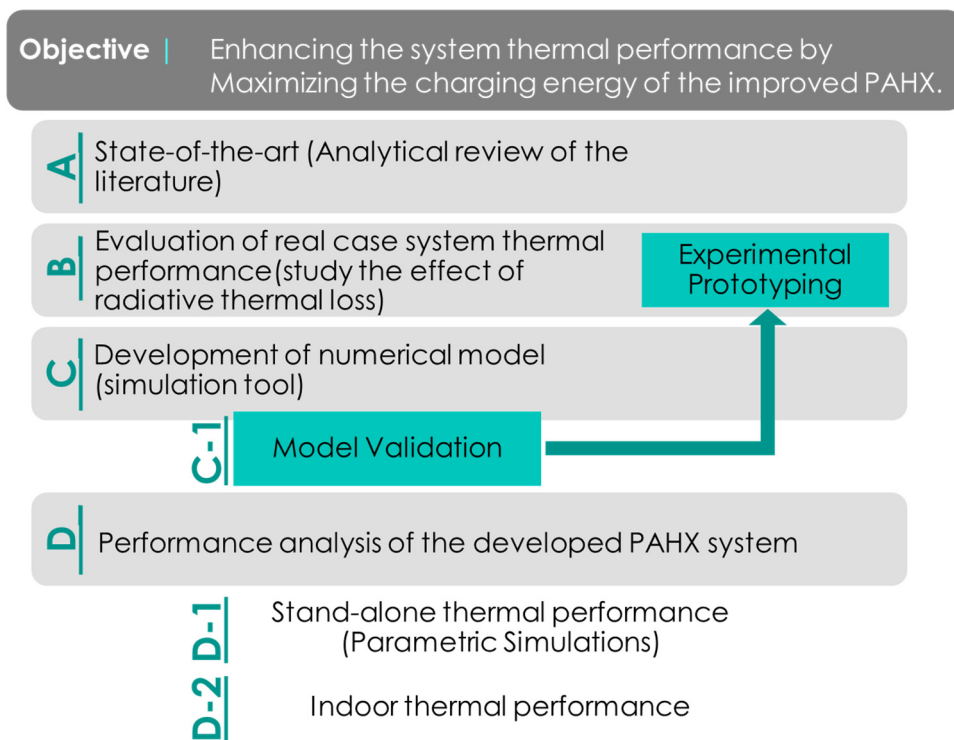 Objective | Enhancing the system thermal performance by
Maximizing the charging energy of the improved PAHX.
A
State-of-the-art (Analytical review of the
literature)
B
Evaluation of real case system thermal
performance(study the effect of
radiative thermal loss)
Experimental
Prototyping
C
Development of numerical model
(simulation tool)
C-1
Model Validation
D
Performance analysis of the developed PAHX system
D-1
Stand-alone thermal performance
(Parametric Simulations)
D-2
Indoor thermal performance